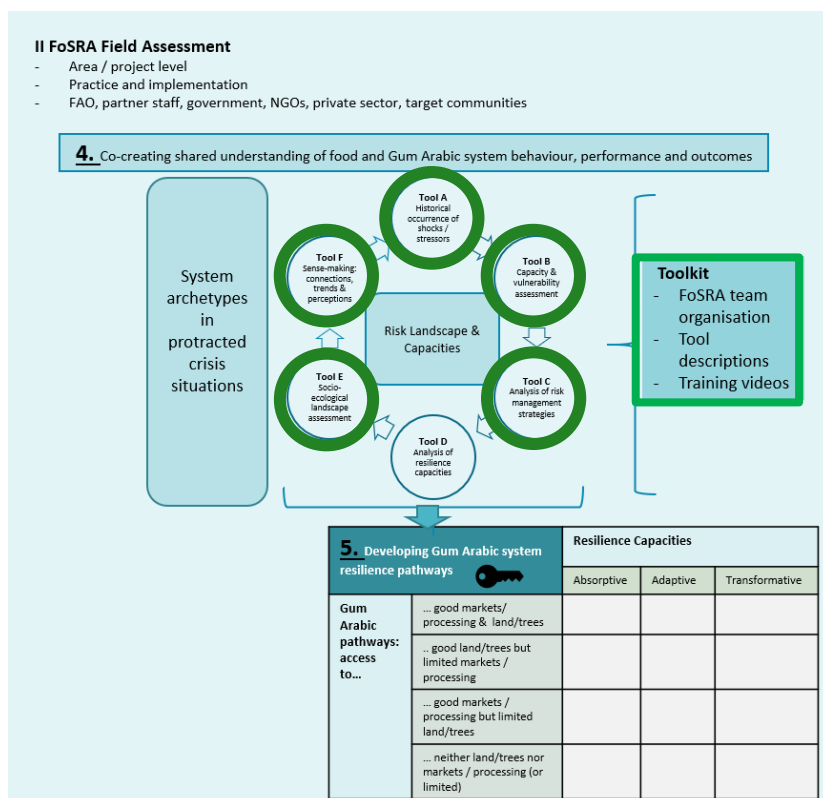 II FoSRA Field Assessment
- Area / project level
- Practice and implementation
- FAO, partner staff, government, NGOs, private sector, target communities
4. Co-creating shared understanding of food and Gum Arabic system behaviour, performance and outcomes
System
archetypes
in
protracted
crisis
situations
Tool A
Historical
occurrence of
shocks /
stressors
Tool B
Capacity &
vulnerability
assessment
Tool C
Analysis of risk
management
strategies
Tool D
Analysis of
resilience
capacities
Tool E
Socio-
ecological
landscape
assessment
Tool F
Sense-making:
connections,
trends &
perceptions
Risk Landscape &
Capacities
Toolkit
- FoSRA team
organisation
- Tool
descriptions
- Training videos
5. Developing Gum Arabic system
resilience pathways
Resilience Capacities
Absorptive
Adaptive
Transformative
Gum
Arabic
pathways:
access
to...
... good markets/
processing & land/trees
.. good land/trees but
limited markets /
processing
... good markets /
processing but limited
land/trees
... neither land/trees nor
markets / processing (or
limited)